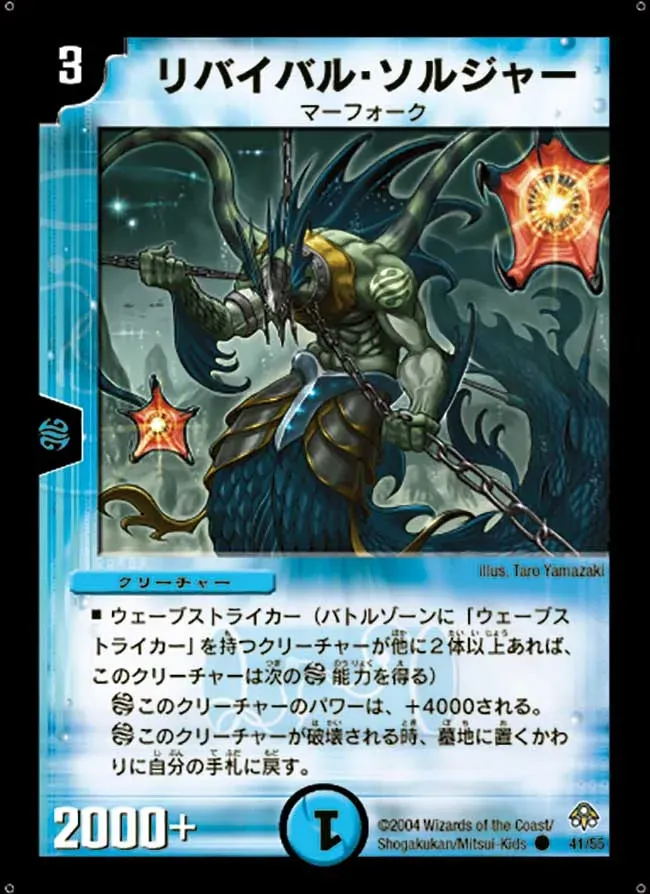 3
リバイバル・ソルジャー
マーフォーク
illus. Taro Yamazaki
クリーチャー
■ ウェーブストライカー（バトルゾーンに「ウェーブス
トライカー」を持つクリーチャーが他に2体以上あれば、
このクリーチャーは次の 能力を得る）
このクリーチャーのパワーは、+4000される。
このクリーチャーが破壊される時、墓地に置くかわ
りに自分の手札に戻す。
2000+
1
©2004 Wizards of the Coast/
Shogakukan/Mitsui-Kids ● 41/55